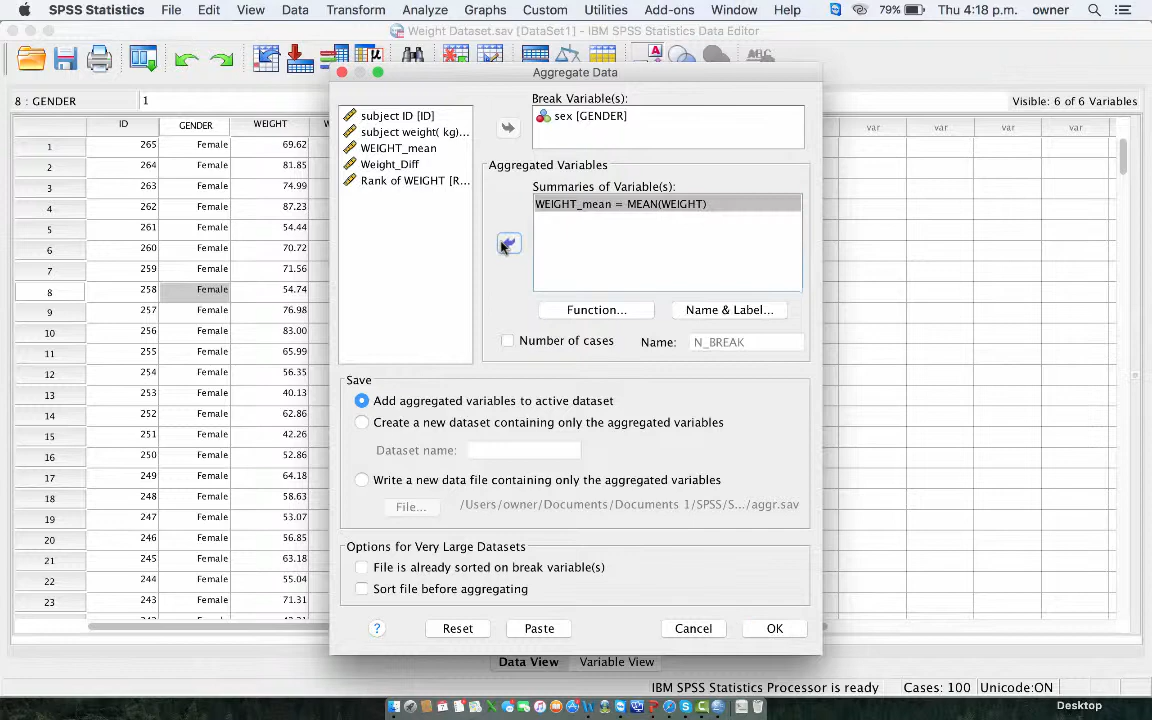 SPSS Statistics File Edit View Data Transform Analyze Graphs Custom Utilities Add-ons Window Help 79% Thu 4:18 p.m. owner
Weight Dataset.sav [DataSet1] - IBM SPSS Statistics Data Editor
Aggregate Data
8 : GENDER 1 Visible: 6 of 6 Variables
ID GENDER WEIGHT W var var var var
1 265 Female 69.62
2 264 Female 81.85
3 263 Female 74.99
4 262 Female 87.23
5 261 Female 54.44
6 260 Female 70.72
7 259 Female 71.56
8 258 Female 54.74
9 257 Female 76.98
10 256 Female 83.00
11 255 Female 65.99
12 254 Female 56.35
13 253 Female 40.13
14 252 Female 62.86
15 251 Female 42.26
16 250 Female 52.86
17 249 Female 64.18
18 248 Female 58.63
19 247 Female 53.07
20 246 Female 56.85
21 245 Female 63.18
22 244 Female 55.04
23 243 Female 71.31
subject ID [ID]
subject weight( kg)...
WEIGHT_mean
Weight_Diff
Rank of WEIGHT [R...
Break Variable(s):
sex [GENDER]
Aggregated Variables
Summaries of Variable(s):
WEIGHT_mean = MEAN(WEIGHT)
Function... Name & Label...
Number of cases Name: N_BREAK
Save
Add aggregated variables to active dataset
Create a new dataset containing only the aggregated variables
Dataset name:
Write a new data file containing only the aggregated variables
File... /Users/owner/Documents/Documents 1/SPSS/S.../aggr.sav
Options for Very Large Datasets
File is already sorted on break variable(s)
Sort file before aggregating
? Reset Paste Cancel OK
Data View Variable View
IBM SPSS Statistics Processor is ready Cases: 100 Unicode:ON
Desktop